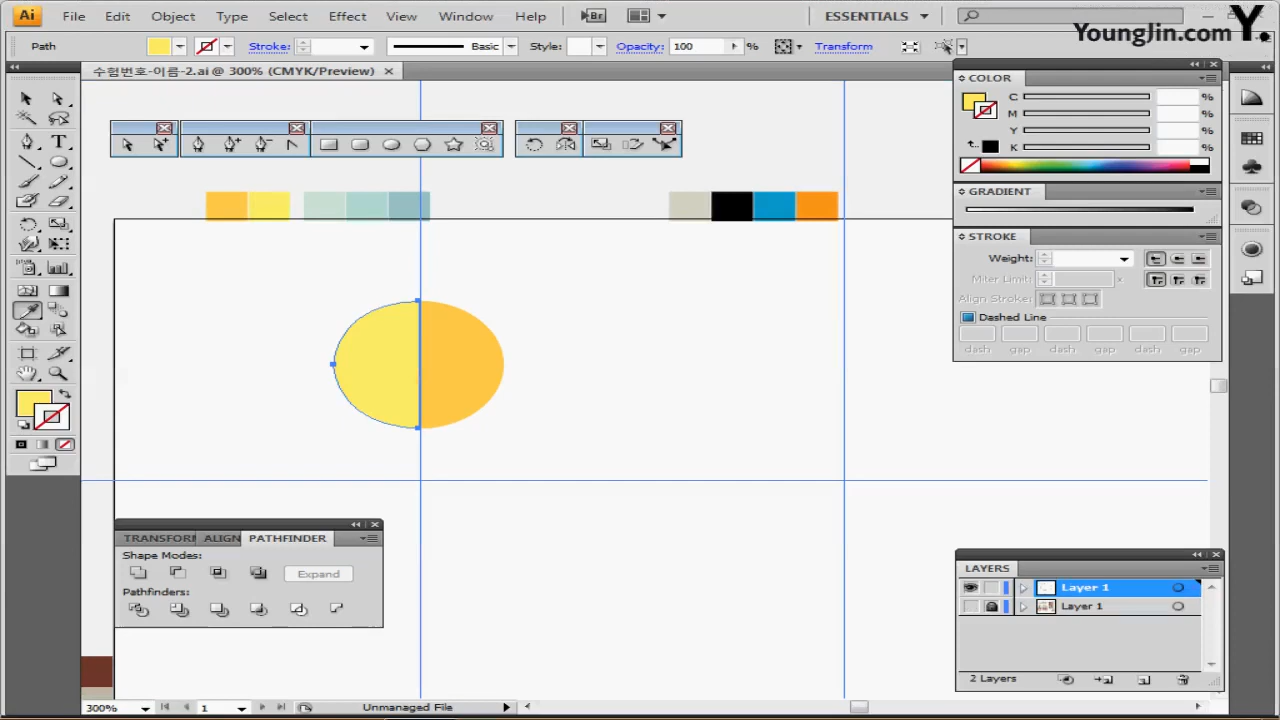 Ai File Edit Object Type Select Effect View Window Help Br ESSENTIALS
YoungJin.com Y.
Path Stroke: Basic Style: Opacity: 100 % Transform
수험번호-이름-2.ai @ 300% (CMYK/Preview)
COLOR
C %
M %
Y %
K %
GRADIENT
STROKE
Weight:
Miter Limit: x
Align Stroke:
Dashed Line
dash gap dash gap dash gap
TRANSFORM ALIGN PATHFINDER
Shape Modes:
Expand
Pathfinders:
LAYERS
Layer 1
Layer 1
2 Layers
300% 1 Unmanaged File